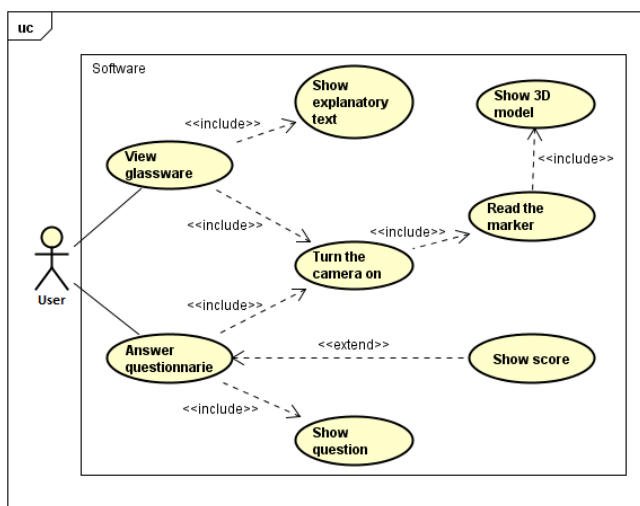 uc
Software
Show
explanatory
text
Show 3D
model
<<include>>
<<include>>
View
glassware
Read the
marker
<<include>>
<<include>>
Turn the
camera on
User
<<include>>
Answer
questionnarie
<<extend>>
Show score
<<include>>
Show
question